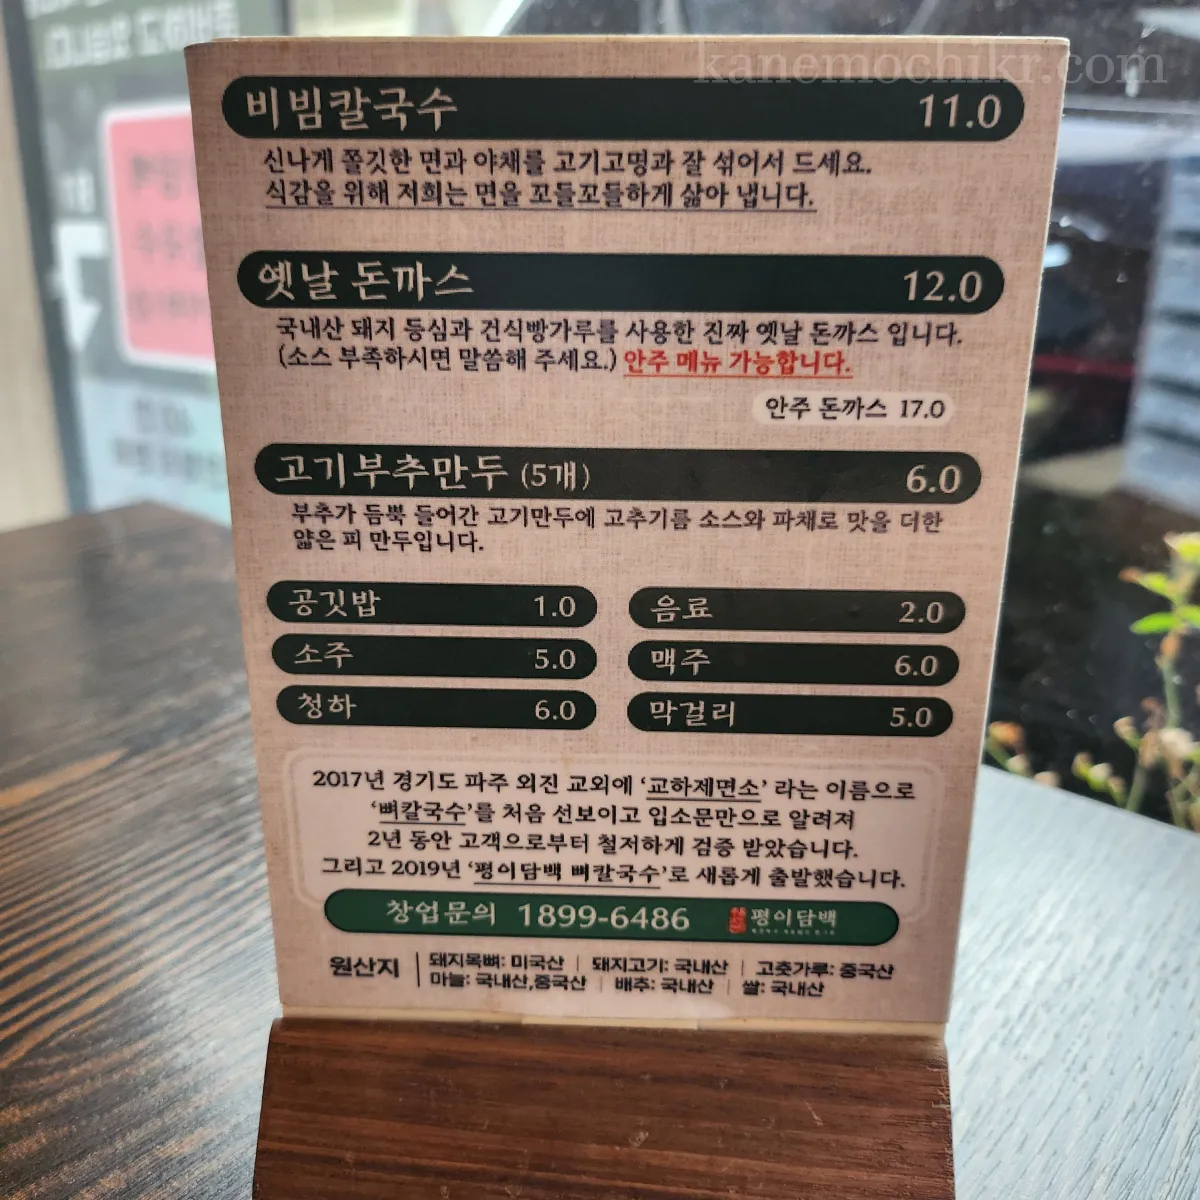 kanemochikr.com
비빔칼국수 11.0
신나게 쫄깃한 면과 야채를 고기고명과 잘 섞어서 드세요.
식감을 위해 저희는 면을 꼬들꼬들하게 삶아 냅니다.
옛날 돈까스 12.0
국내산 돼지 등심과 건식빵가루를 사용한 진짜 옛날 돈까스 입니다.
(소스 부족하시면 말씀해 주세요.) 안주 메뉴 가능합니다.
안주 돈까스 17.0
고기부추만두 (5개) 6.0
부추가 듬뿍 들어간 고기만두에 고추기름 소스와 파채로 맛을 더한
얇은 피 만두입니다.
공깃밥 1.0
음료 2.0
소주 5.0
맥주 6.0
청하 6.0
막걸리 5.0
2017년 경기도 파주 외진 교외에 ‘교하제면소’ 라는 이름으로
‘뼈칼국수’를 처음 선보이고 입소문만으로 알려져
2년 동안 고객으로부터 철저하게 검증 받았습니다.
그리고 2019년 ‘평이담백 뼈칼국수’로 새롭게 출발했습니다.
창업문의 1899-6486 평이담백
원산지
돼지목뼈: 미국산 | 돼지고기: 국내산 | 고춧가루: 중국산
마늘: 국내산,중국산 | 배추: 국내산 | 쌀: 국내산